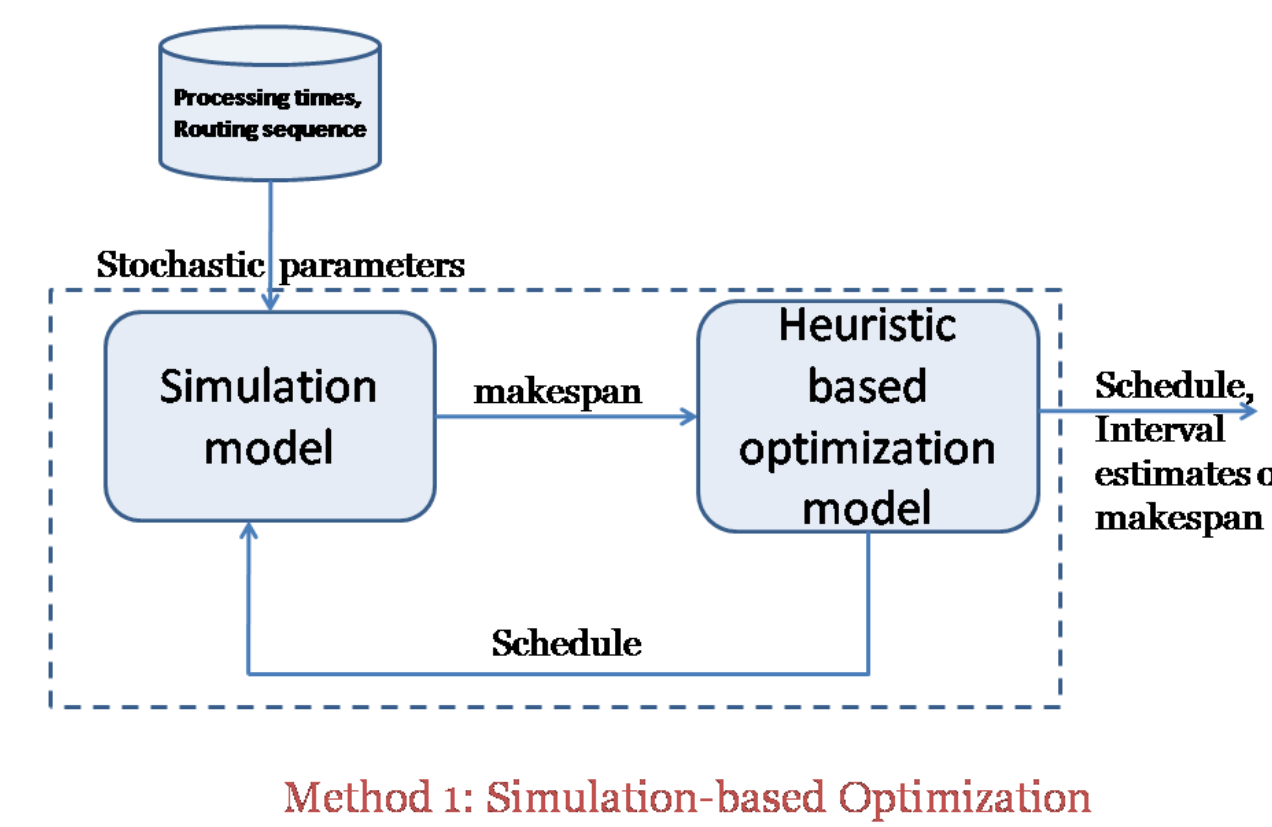 Processing times,
Routing sequence
Stochastic parameters
Simulation
model
makespan
Heuristic
based
optimization
model
Schedule,
Interval
estimates
makespan
Schedule
Method 1: Simulation-based Optimization